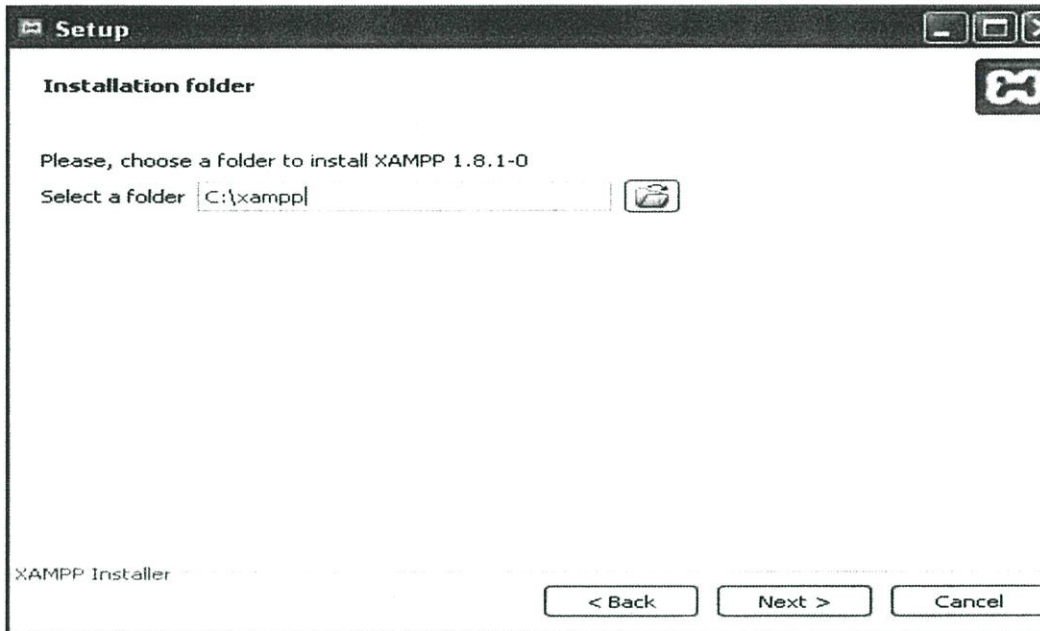 Setup
Installation folder
Please, choose a folder to install XAMPP 1.8.1-0
Select a folder C:\xampp
XAMPP Installer
< Back Next > Cancel